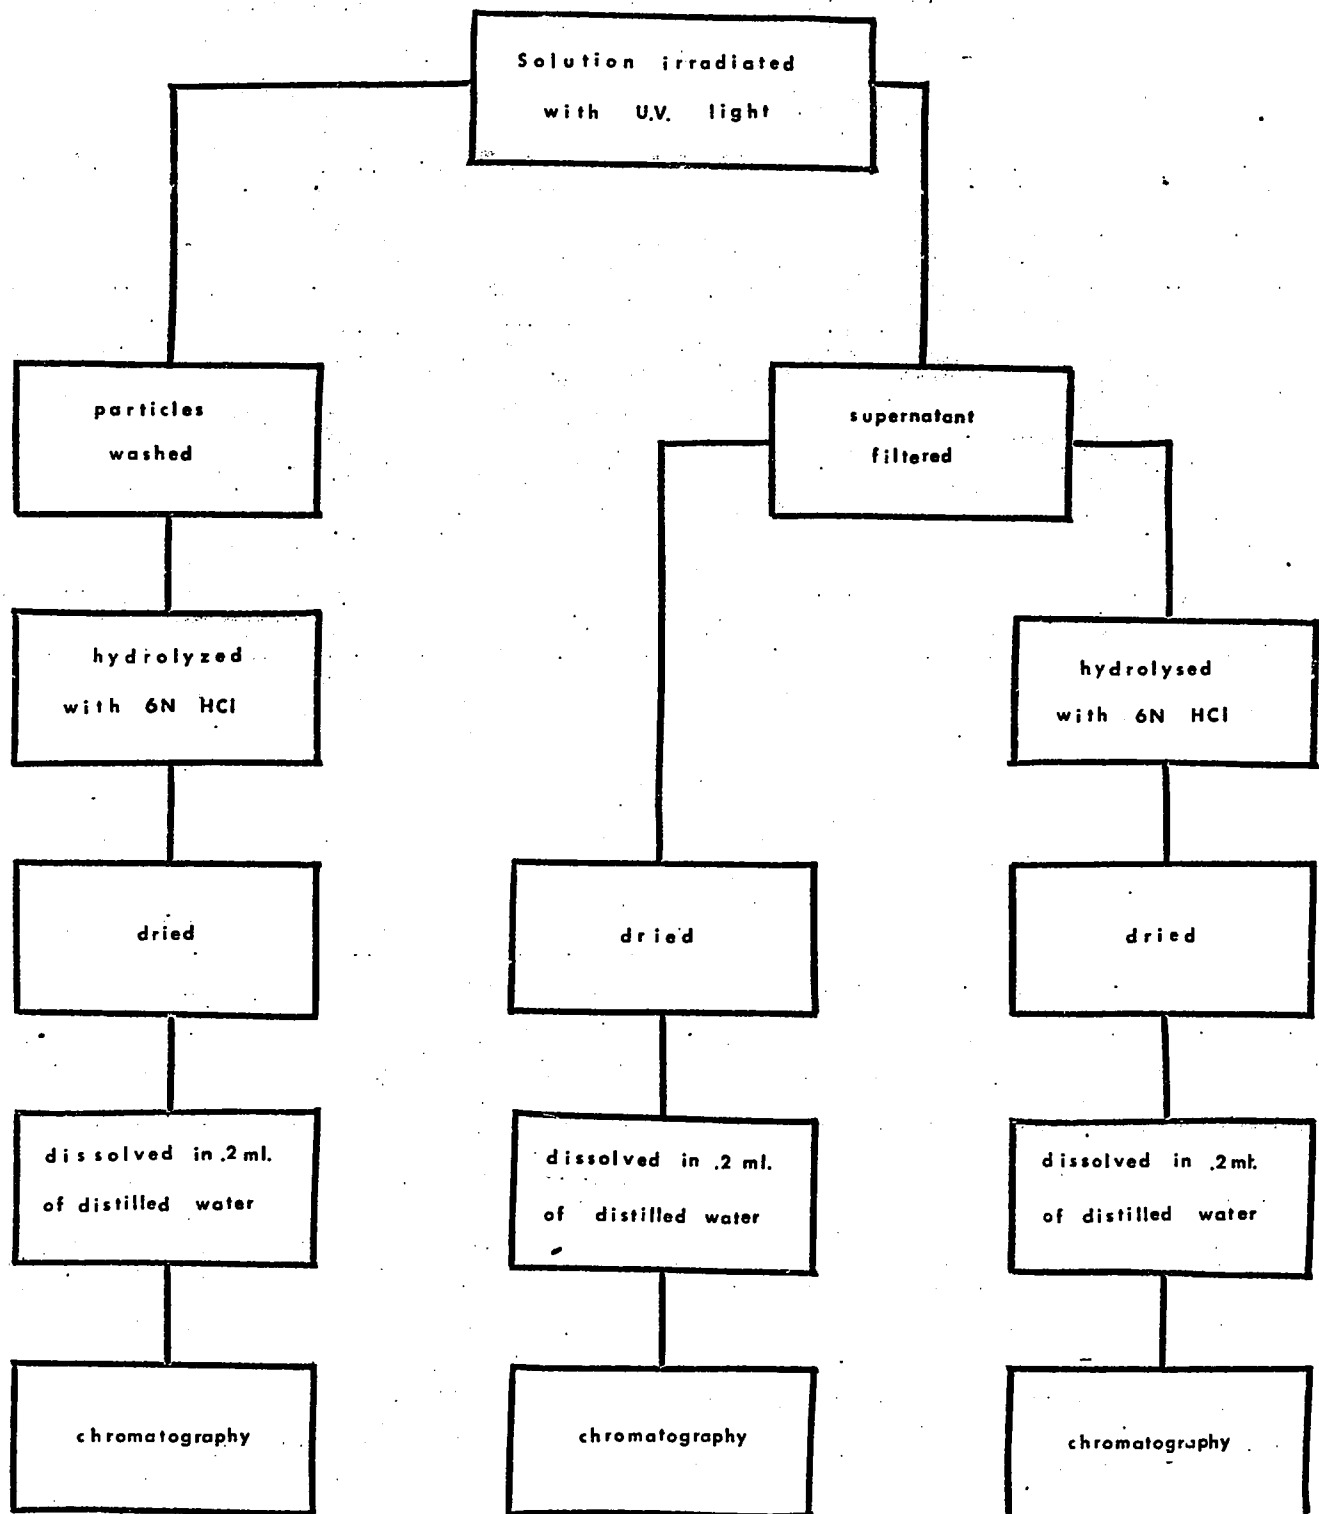 Solution irradiated
with U.V. light
particles
washed
supernatant
filtered
hydrolyzed
with 6N HCl
hydrolysed
with 6N HCl
dried
dried
dried
dissolved in .2 ml.
of distilled water
dissolved in .2 ml.
of distilled water
dissolved in .2ml.
of distilled water
chromatography
chromatography
chromatography